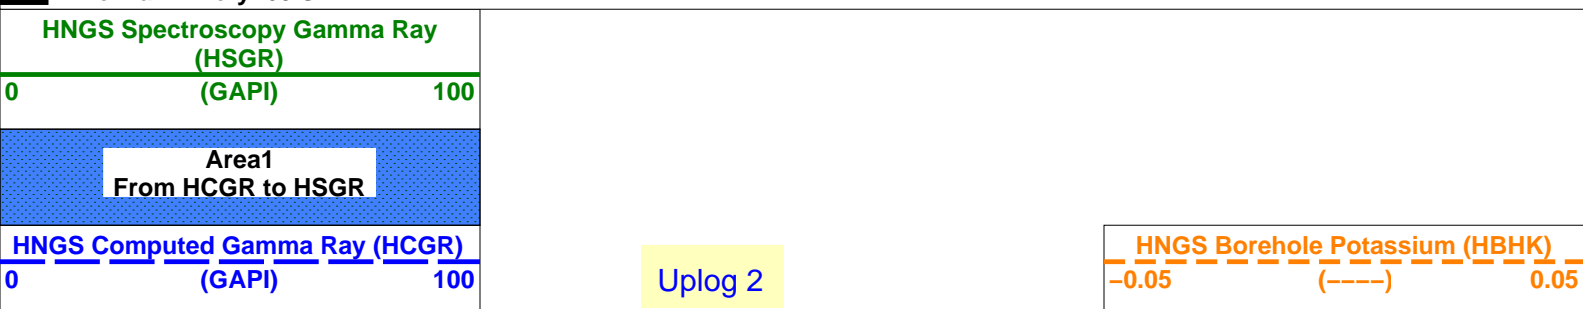 HNGS Spectroscopy Gamma Ray
(HSGR)
0 (GAPI) 100
Area1
From HCGR to HSGR
HNGS Computed Gamma Ray (HCGR)
0 (GAPI) 100
Uplog 2
HNGS Borehole Potassium (HBHK)
−0.05 (−−−−) 0.05